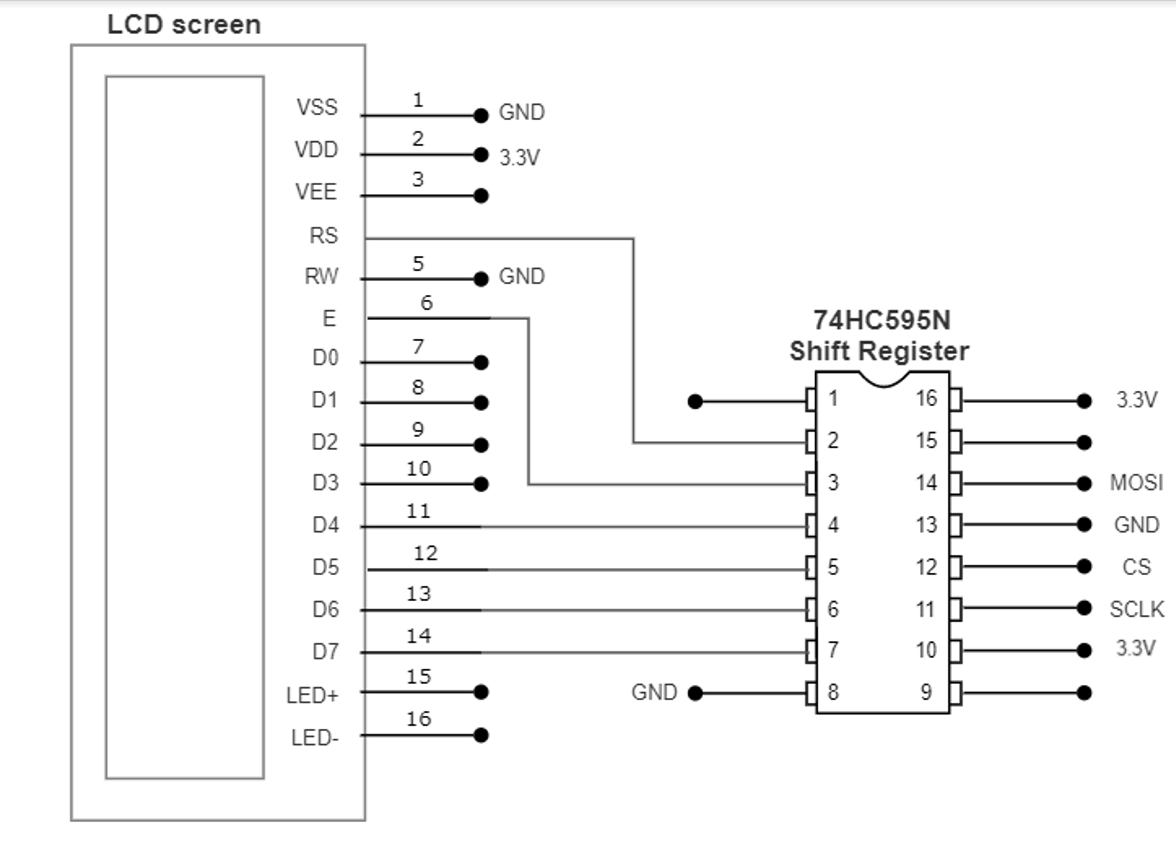 LCD screen
VSS 1 GND
VDD 2 3.3V
VEE 3
RS
RW 5 GND
E 6
D0 7
D1 8
D2 9
D3 10
D4 11
D5 12
D6 13
D7 14
LED+ 15
LED- 16
74HC595N
Shift Register
1 16 3.3V
2 15
3 14 MOSI
4 13 GND
5 12 CS
6 11 SCLK
7 10 3.3V
GND 8 9